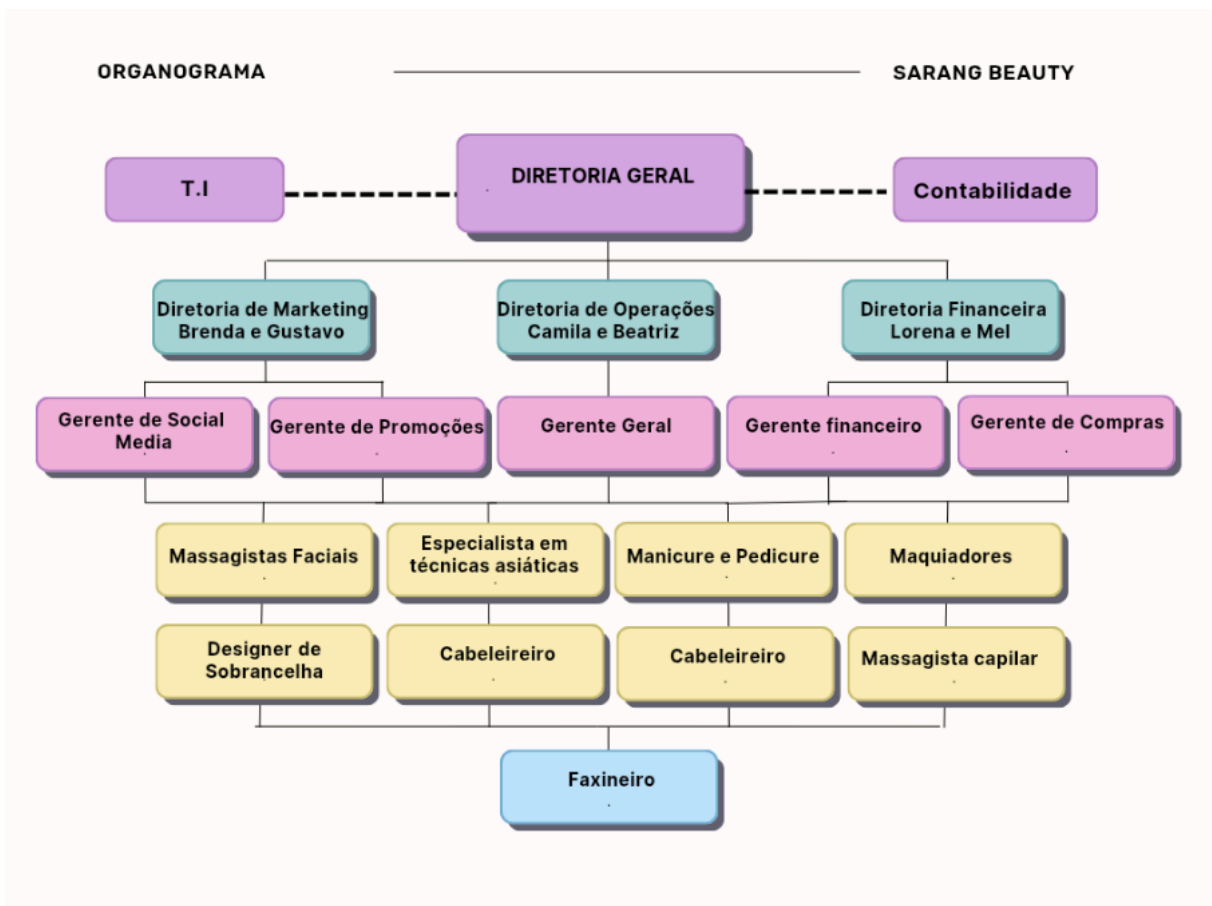 ORGANOGRAMA
SARANG BEAUTY
T.I
DIRETORIA GERAL
Contabilidade
Diretoria de Marketing
Brenda e Gustavo
Diretoria de Operações
Camila e Beatriz
Diretoria Financeira
Lorena e Mel
Gerente de Social
Media
Gerente de Promoções
Gerente Geral
Gerente financeiro
Gerente de Compras
Massagistas Faciais
Especialista em
técnicas asiáticas
Manicure e Pedicure
Maquiadores
Designer de
Sobrancelha
Cabeleireiro
Cabeleireiro
Massagista capilar
Faxineiro